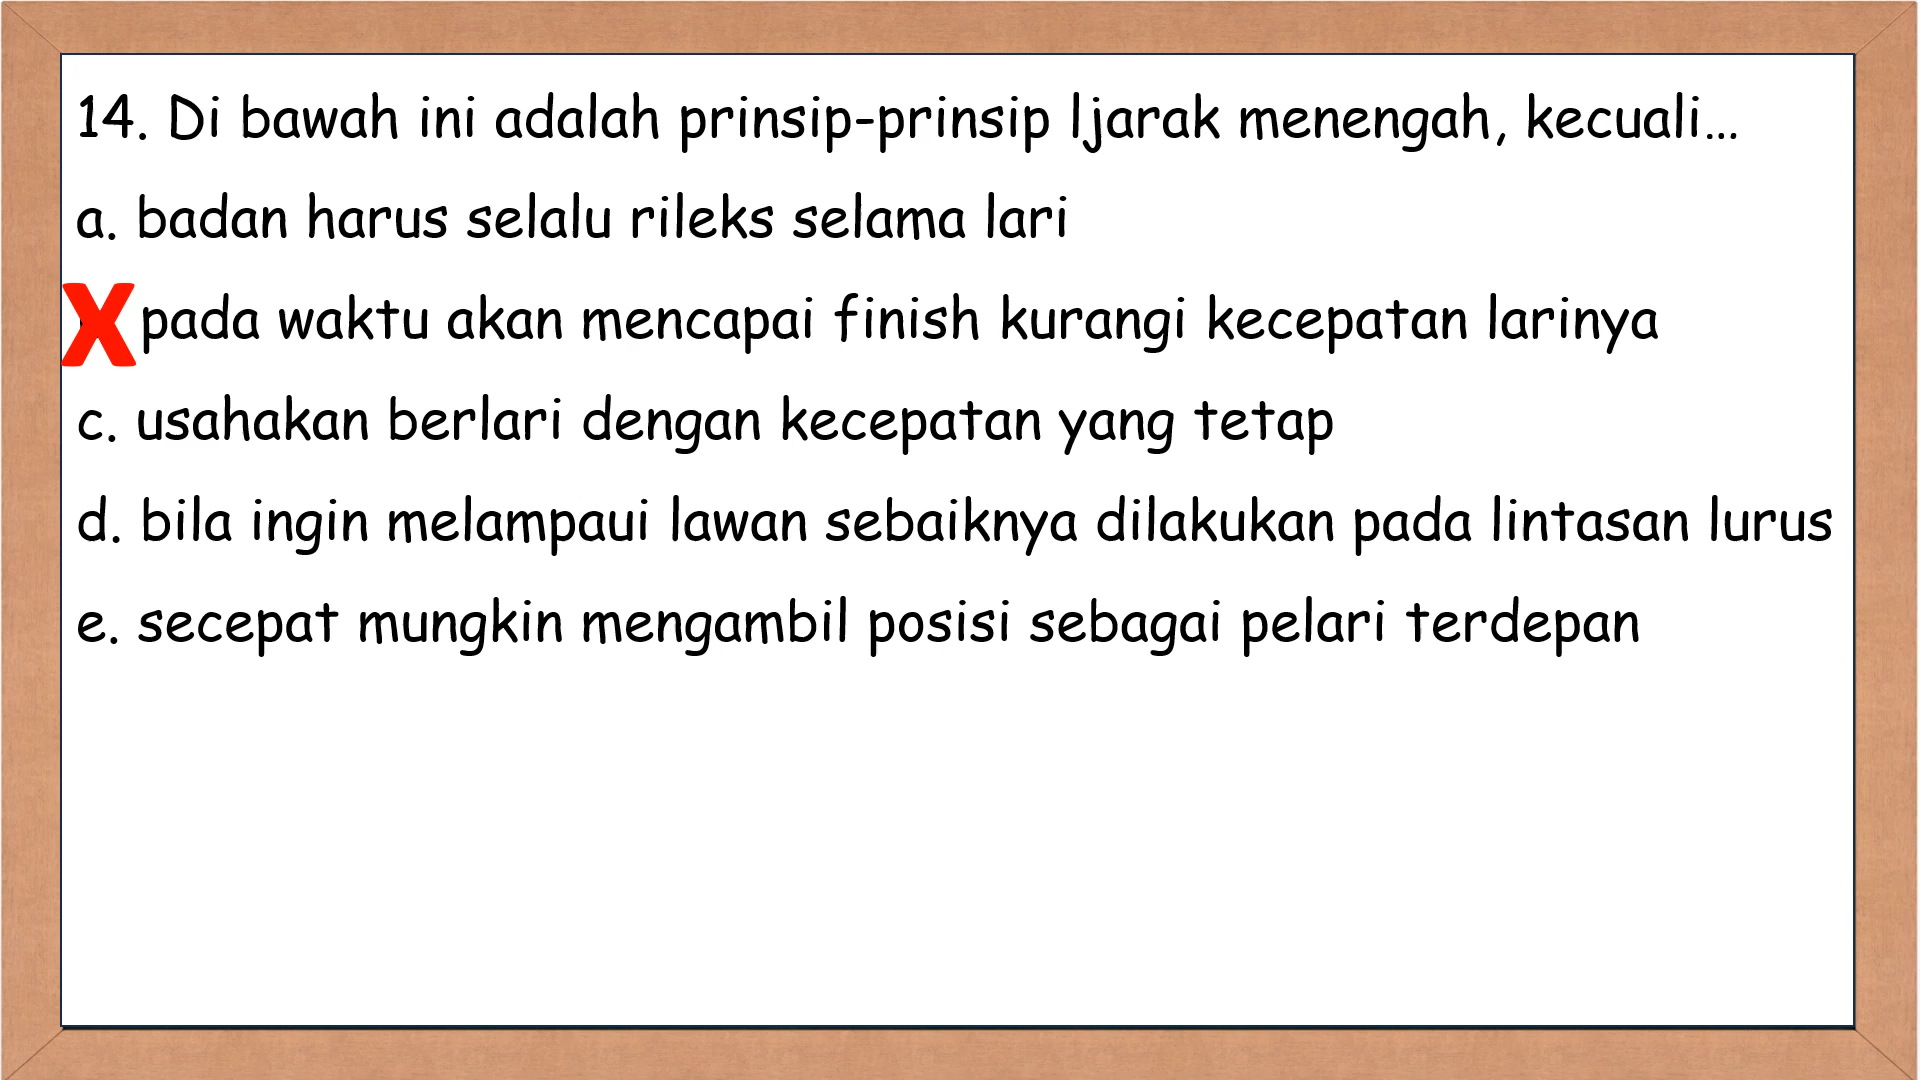 14. Di bawah ini adalah prinsip-prinsip ljarak menengah, kecuali...
a. badan harus selalu rileks selama lari
X pada waktu akan mencapai finish kurangi kecepatan larinya
c. usahakan berlari dengan kecepatan yang tetap
d. bila ingin melampaui lawan sebaiknya dilakukan pada lintasan lurus
e. secepat mungkin mengambil posisi sebagai pelari terdepan